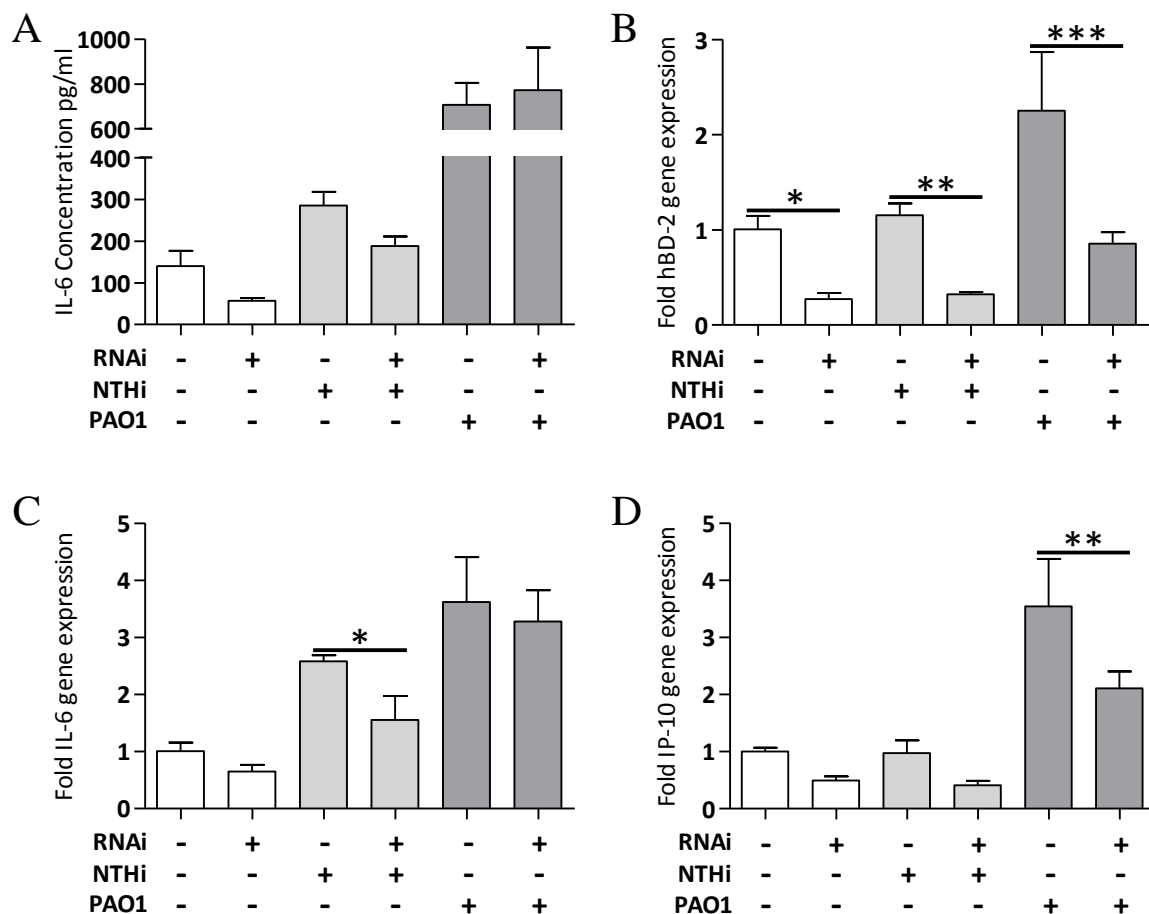 A
IL-6 Concentration pg/ml
1000
800
600
400
300
200
100
0
RNAi - + - + - +
NTHi - - + + - -
PAO1 - - - - + +
B
Fold hBD-2 gene expression
3
2
1
0
* ** ***
RNAi - + - + - +
NTHi - - + + - -
PAO1 - - - - + +
C
Fold IL-6 gene expression
5
4
3
2
1
0
*
RNAi - + - + - +
NTHi - - + + - -
PAO1 - - - - + +
D
Fold IP-10 gene expression
5
4
3
2
1
0
**
RNAi - + - + - +
NTHi - - + + - -
PAO1 - - - - + +